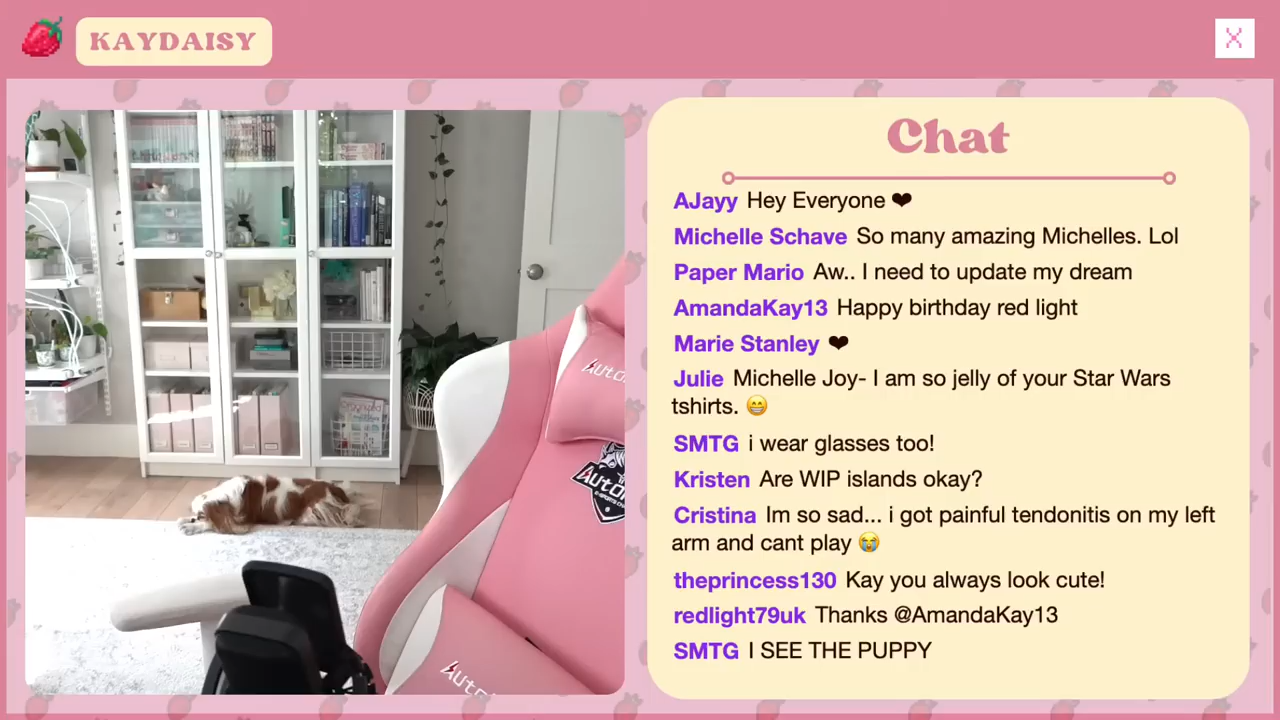 KAYDAISY
Chat
AJayy Hey Everyone ❤
Michelle Schave So many amazing Michelles. Lol
Paper Mario Aw.. I need to update my dream
AmandaKay13 Happy birthday red light
Marie Stanley ❤
Julie Michelle Joy- I am so jelly of your Star Wars
tshirts. 😁
SMTG i wear glasses too!
Kristen Are WIP islands okay?
Cristina Im so sad... i got painful tendonitis on my left
arm and cant play 😭
theprincess130 Kay you always look cute!
redlight79uk Thanks @AmandaKay13
SMTG I SEE THE PUPPY